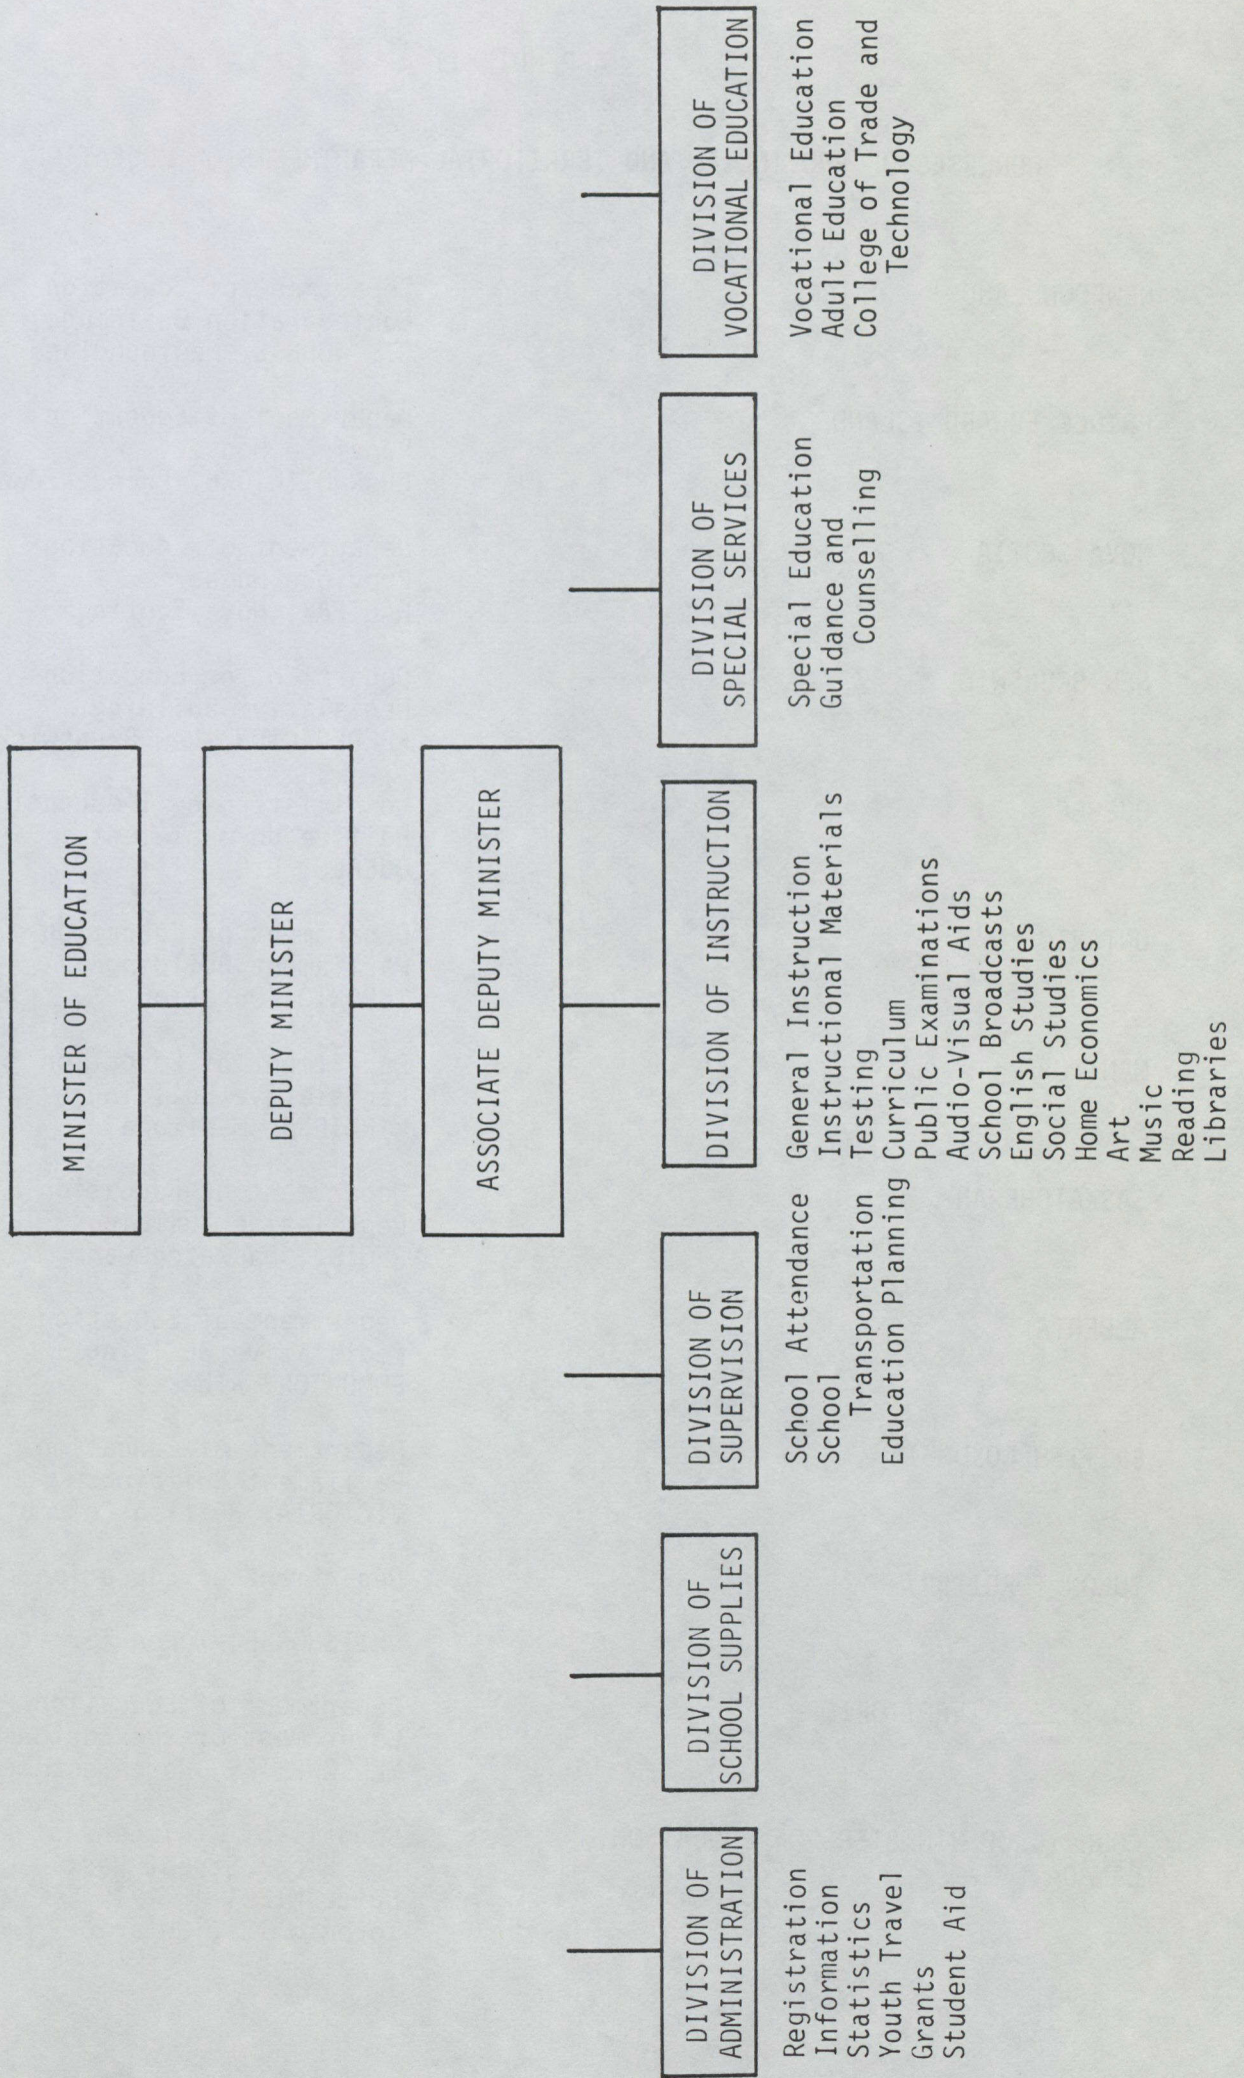 MINISTER OF EDUCATION
DEPUTY MINISTER
ASSOCIATE DEPUTY MINISTER
DIVISION OF
ADMINISTRATION
Registration
Information
Statistics
Youth Travel
Grants
Student Aid
DIVISION OF
SCHOOL SUPPLIES
DIVISION OF
SUPERVISION
School Attendance
School
Transportation
Education Planning
DIVISION OF INSTRUCTION
General Instruction
Instructional Materials
Testing
Curriculum
Public Examinations
Audio-Visual Aids
School Broadcasts
English Studies
Social Studies
Home Economics
Art
Music
Reading
Libraries
DIVISION OF
SPECIAL SERVICES
Special Education
Guidance and
Counselling
DIVISION OF
VOCATIONAL EDUCATION
Vocational Education
Adult Education
College of Trade and
Technology